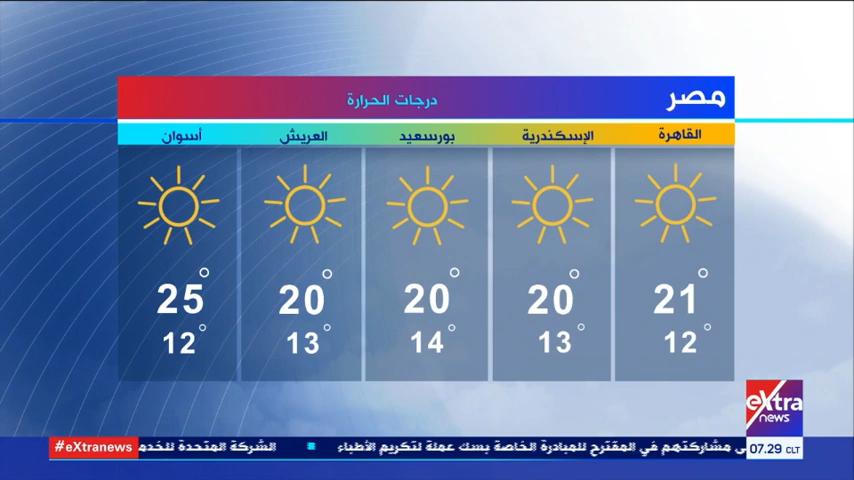 مصر
درجات الحرارة
القاهرة الإسكندرية بورسعيد العريش أسوان
21° 20° 20° 20° 25°
12° 13° 14° 13° 12°
eXtra news
مشاركتهم في المقترح للمبادرة الخاصة بسك عملة لتكريم الأطباء ■ الشركة المتحدة
#eXtranews
07.29 CLT